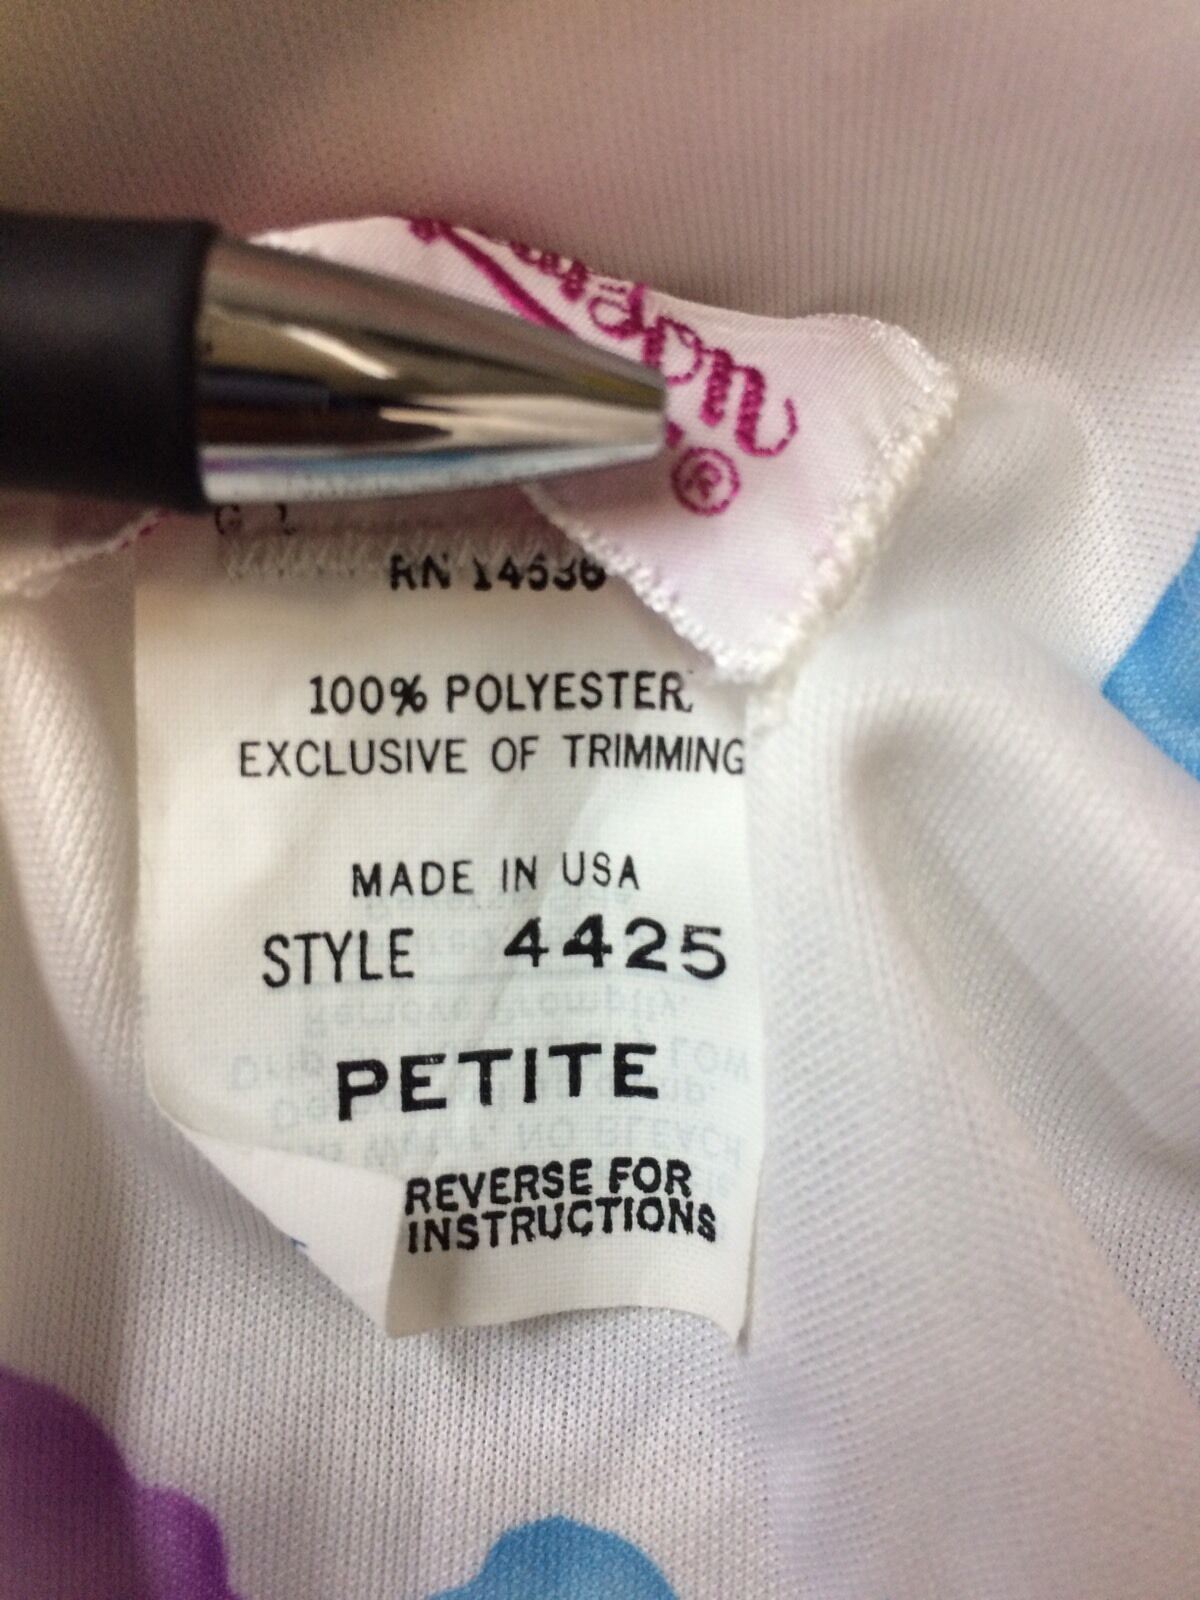 ®
RN 14536
100% POLYESTER,
EXCLUSIVE OF TRIMMING
MADE IN USA
STYLE 4425
PETITE
REVERSE FOR
INSTRUCTIONS